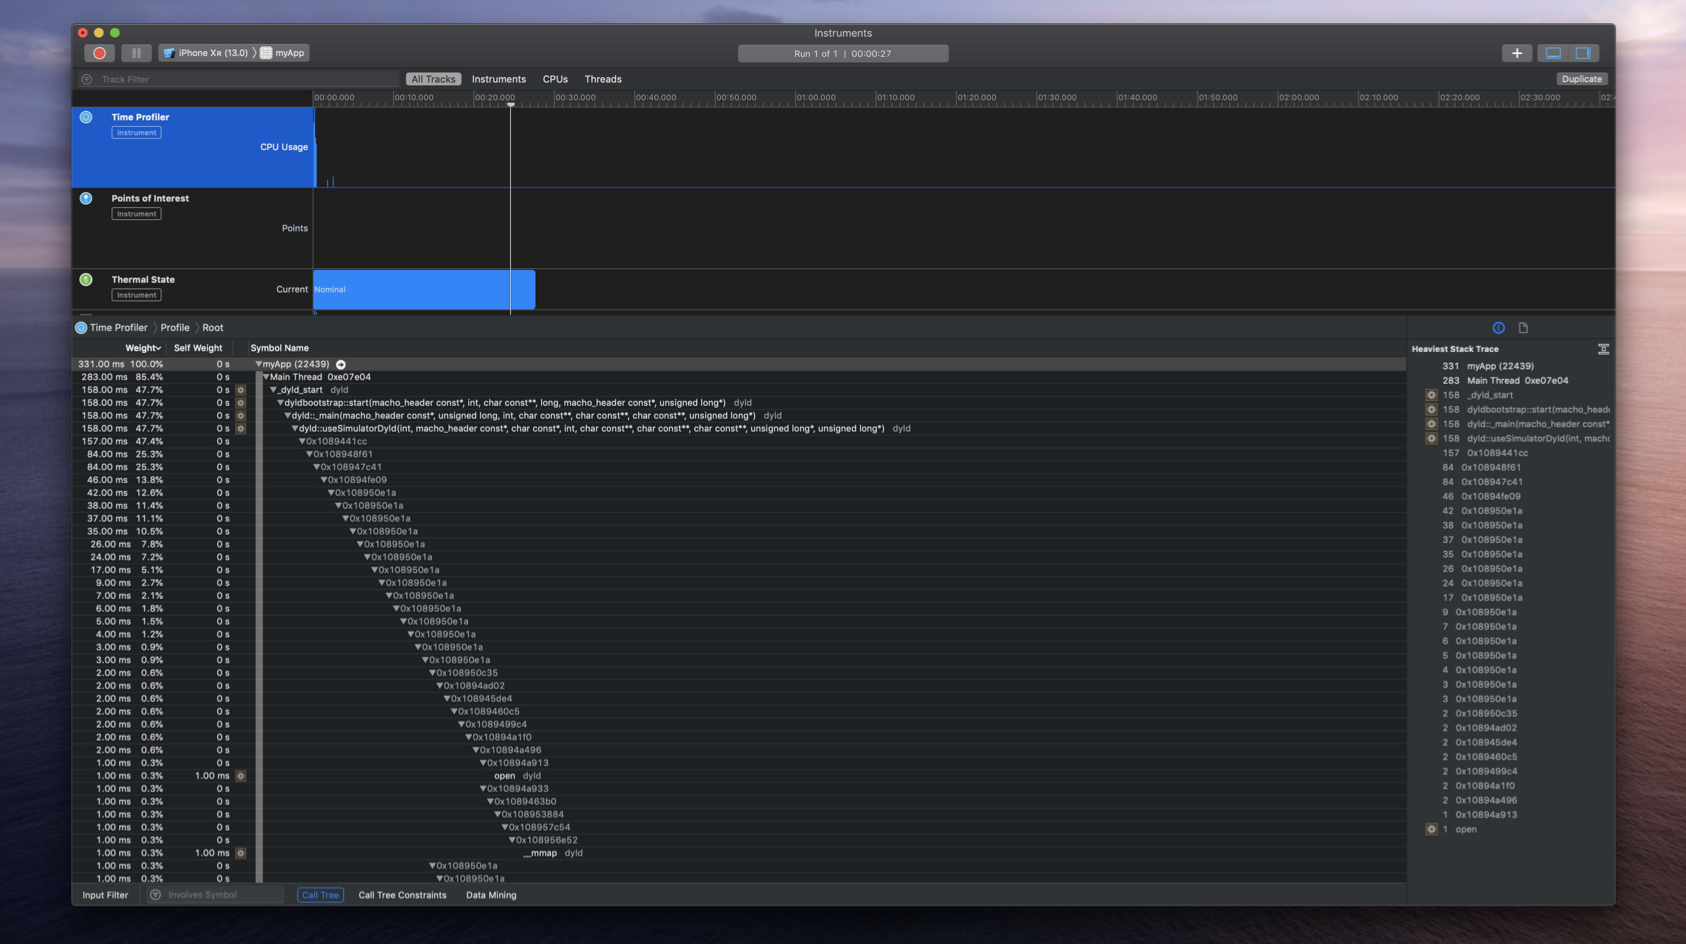 Instruments
iPhone XR (13.0) myApp
Run 1 of 1 | 00:00:27
Track Filter
All Tracks Instruments CPUs Threads
Duplicate
00:00.000 00:10.000 00:20.000 00:30.000 00:40.000 00:50.000 01:00.000 01:10.000 01:20.000 01:30.000 01:40.000 01:50.000 02:00.000 02:10.000 02:20.000 02:30.000 02:4
Time Profiler
Instrument
CPU Usage
Points of Interest
Instrument
Points
Thermal State
Instrument
Current
Nominal
Time Profiler Profile Root
Weight Self Weight Symbol Name
331.00 ms 100.0% 0 s myApp (22439)
283.00 ms 85.4% 0 s Main Thread 0xe07e04
158.00 ms 47.7% 0 s _dyld_start dyld
158.00 ms 47.7% 0 s dyldbootstrap::start(macho_header const*, int, char const**, long, macho_header const*, unsigned long*) dyld
158.00 ms 47.7% 0 s dyld::_main(macho_header const*, unsigned long, int, char const**, char const**, char const**, unsigned long*) dyld
158.00 ms 47.7% 0 s dyld::useSimulatorDyld(int, macho_header const*, char const*, int, char const**, char const**, char const**, unsigned long*, unsigned long*) dyld
157.00 ms 47.4% 0 s 0x1089441cc
84.00 ms 25.3% 0 s 0x108948f61
84.00 ms 25.3% 0 s 0x108947c41
46.00 ms 13.8% 0 s 0x10894fe09
42.00 ms 12.6% 0 s 0x108950e1a
38.00 ms 11.4% 0 s 0x108950e1a
37.00 ms 11.1% 0 s 0x108950e1a
35.00 ms 10.5% 0 s 0x108950e1a
26.00 ms 7.8% 0 s 0x108950e1a
24.00 ms 7.2% 0 s 0x108950e1a
17.00 ms 5.1% 0 s 0x108950e1a
9.00 ms 2.7% 0 s 0x108950e1a
7.00 ms 2.1% 0 s 0x108950e1a
6.00 ms 1.8% 0 s 0x108950e1a
5.00 ms 1.5% 0 s 0x108950e1a
4.00 ms 1.2% 0 s 0x108950e1a
3.00 ms 0.9% 0 s 0x108950e1a
3.00 ms 0.9% 0 s 0x108950e1a
2.00 ms 0.6% 0 s 0x108950c35
2.00 ms 0.6% 0 s 0x10894ad02
2.00 ms 0.6% 0 s 0x108945de4
2.00 ms 0.6% 0 s 0x1089460c5
2.00 ms 0.6% 0 s 0x1089499c4
2.00 ms 0.6% 0 s 0x10894a1f0
2.00 ms 0.6% 0 s 0x10894a496
1.00 ms 0.3% 0 s 0x10894a913
1.00 ms 0.3% 1.00 ms open dyld
1.00 ms 0.3% 0 s 0x10894a933
1.00 ms 0.3% 0 s 0x1089463b0
1.00 ms 0.3% 0 s 0x108953884
1.00 ms 0.3% 0 s 0x108957c54
1.00 ms 0.3% 0 s 0x108956e52
1.00 ms 0.3% 1.00 ms __mmap dyld
1.00 ms 0.3% 0 s 0x108950e1a
1.00 ms 0.3% 0 s 0x108950e1a
Heaviest Stack Trace
331 myApp (22439)
283 Main Thread 0xe07e04
158 _dyld_start
158 dyldbootstrap::start(macho_heade
158 dyld::_main(macho_header const*,
158 dyld::useSimulatorDyld(int, macho
157 0x1089441cc
84 0x108948f61
84 0x108947c41
46 0x10894fe09
42 0x108950e1a
38 0x108950e1a
37 0x108950e1a
35 0x108950e1a
26 0x108950e1a
24 0x108950e1a
17 0x108950e1a
9 0x108950e1a
7 0x108950e1a
6 0x108950e1a
5 0x108950e1a
4 0x108950e1a
3 0x108950e1a
3 0x108950e1a
2 0x108950c35
2 0x10894ad02
2 0x108945de4
2 0x1089460c5
2 0x1089499c4
2 0x10894a1f0
2 0x10894a496
1 0x10894a913
1 open
Input Filter Involves Symbol Call Tree Call Tree Constraints Data Mining